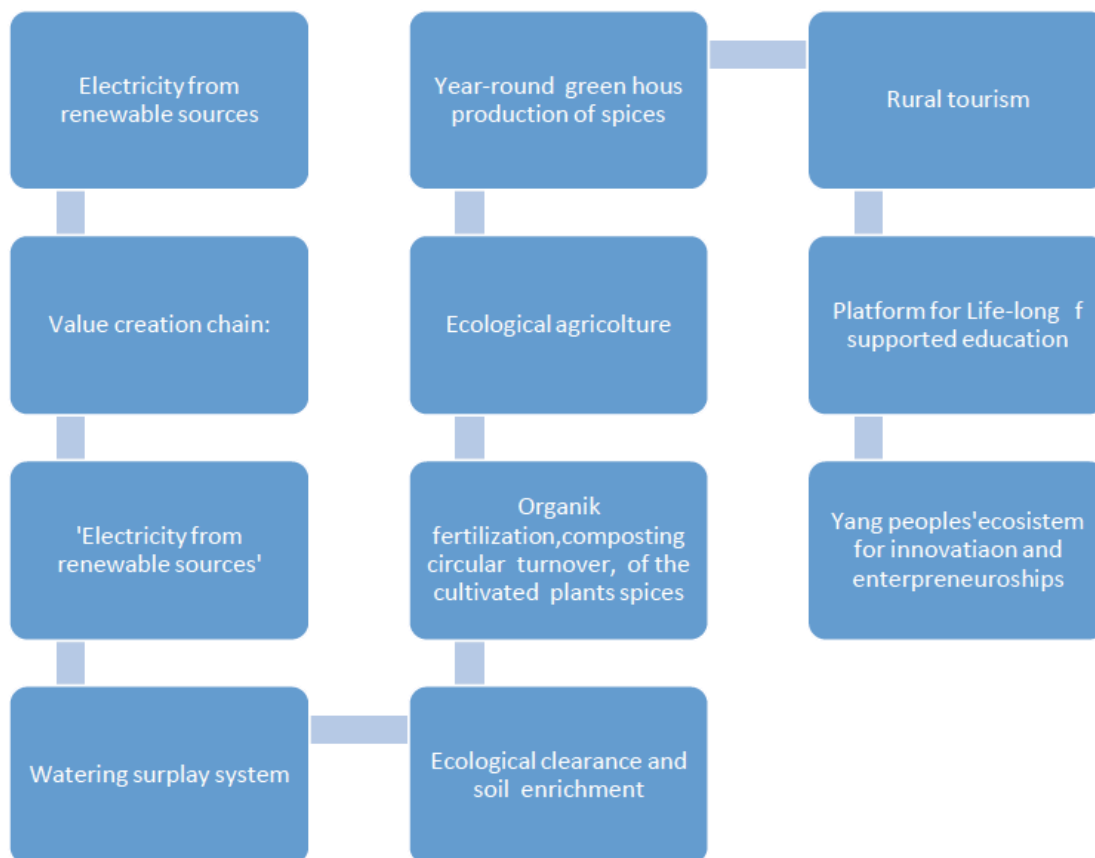 Electricity from
renewable sources
Value creation chain:
'Electricity from
renewable sources'
Watering surplay system
Ecological clearance and
soil enrichment
Organik
fertilization,composting
circular turnover, of the
cultivated plants spices
Ecological agricolture
Year-round green hous
production of spices
Rural tourism
Platform for Life-long f
supported education
Yang peoples'ecosistem
for innovatiaon and
enterpreneuroships